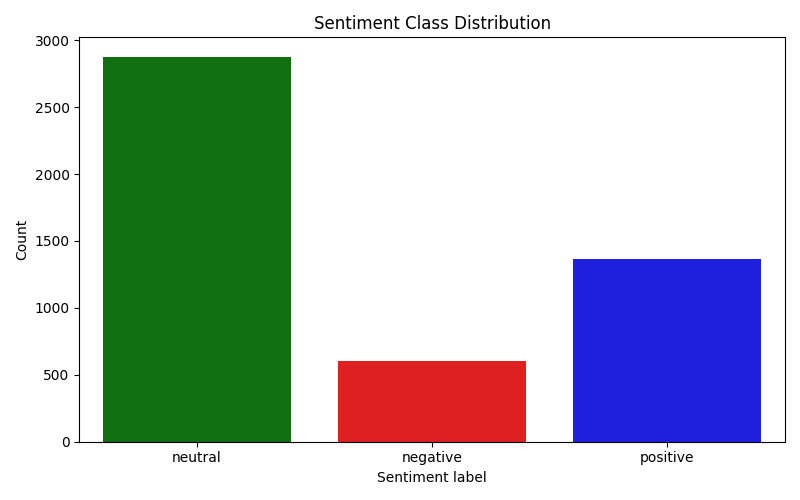 Sentiment Class Distribution
3000
2500
2000
1500
1000
500
0
Count
neutral
negative
positive
Sentiment label